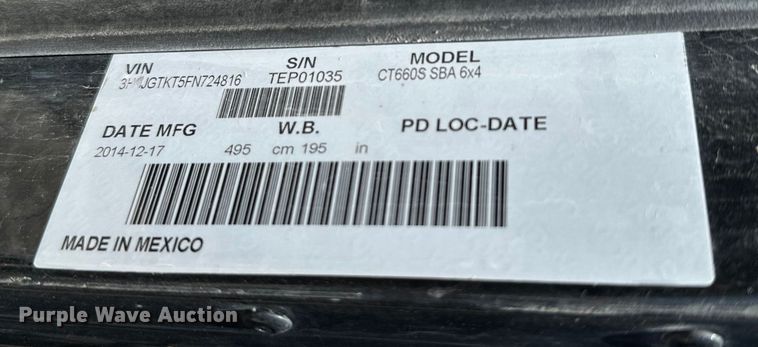 VIN S/N MODEL
TEP01035 CT660S SBA 6x4
DATE MFG W.B. PD LOC-DATE
2014-12-17 495 cm 195 in
MADE IN MEXICO
Purple Wave Auction